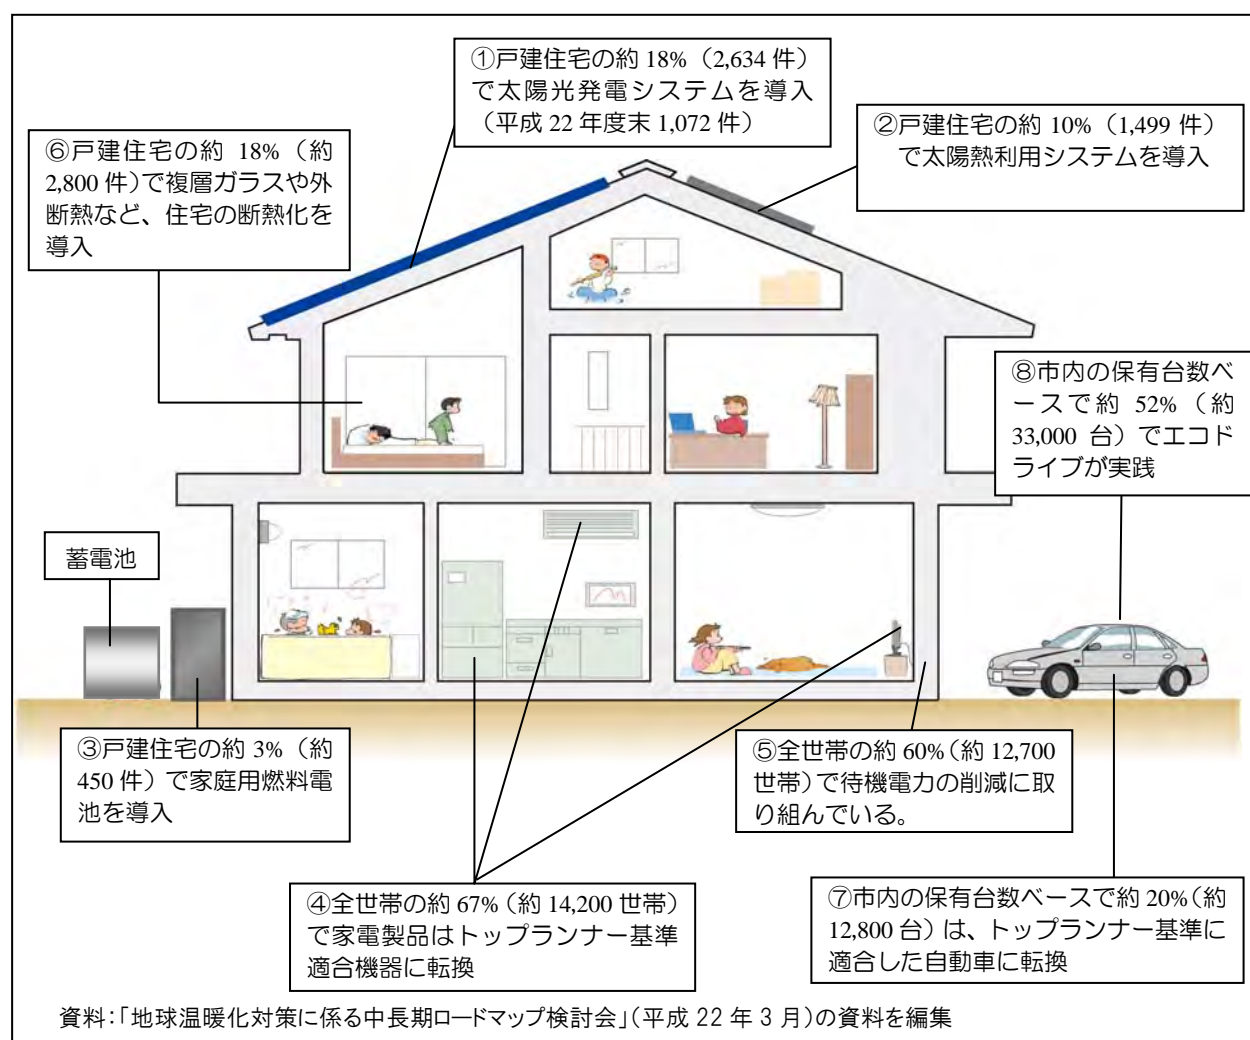 ①戸建住宅の約 18%（2,634 件）
で太陽光発電システムを導入
（平成 22 年度末 1,072 件）
②戸建住宅の約 10%（1,499 件）
で太陽熱利用システムを導入
⑥戸建住宅の約 18%（約
2,800 件）で複層ガラスや外
断熱など、住宅の断熱化を
導入
⑧市内の保有台数ベ
ースで約 52%（約
33,000 台）でエコド
ライブが実践
蓄電池
③戸建住宅の約 3%（約
450 件）で家庭用燃料電
池を導入
⑤全世帯の約 60%（約 12,700
世帯）で待機電力の削減に取
り組んでいる。
④全世帯の約 67%（約 14,200 世帯）
で家電製品はトップランナー基準
適合機器に転換
⑦市内の保有台数ベースで約 20%（約
12,800 台）は、トップランナー基準に
適合した自動車に転換
資料：「地球温暖化対策に係る中長期ロードマップ検討会」（平成 22 年 3 月）の資料を編集